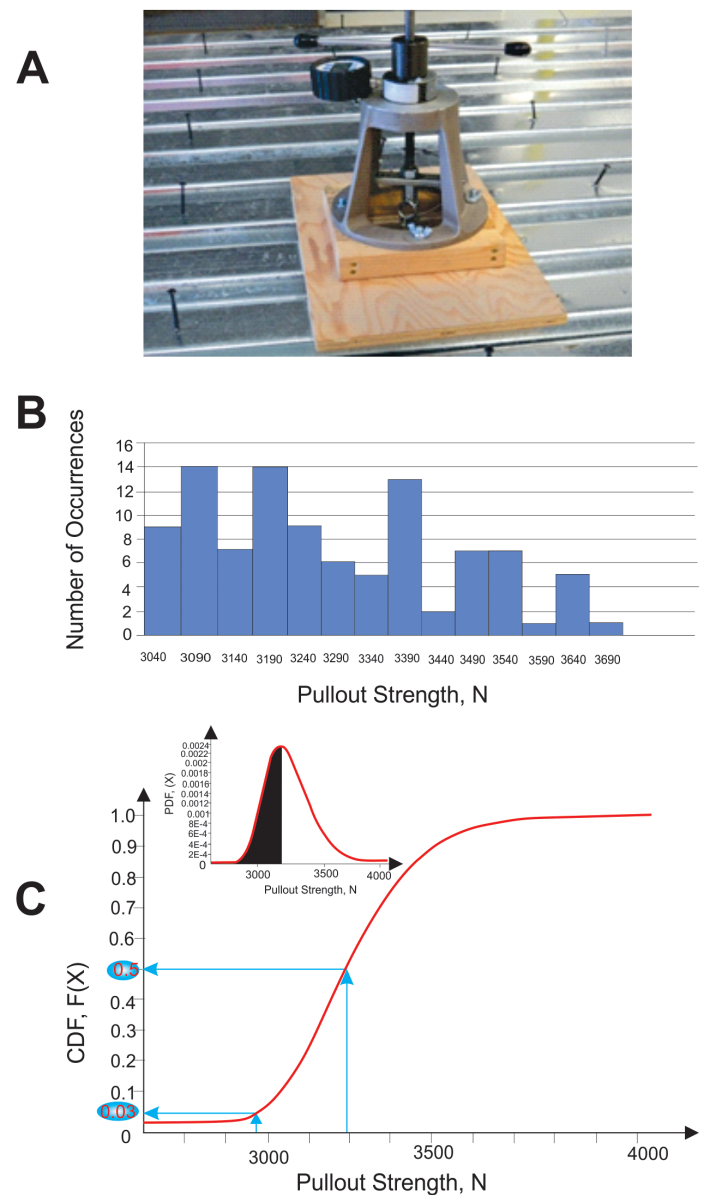 A
B
Number of Occurrences
16
14
12
10
8
6
4
2
0
3040 3090 3140 3190 3240 3290 3340 3390 3440 3490 3540 3590 3640 3690
Pullout Strength, N
C
PDF, (X)
0.0024
0.0022
0.002
0.0018
0.0016
0.0014
0.0012
0.001
8E-4
6E-4
4E-4
2E-4
0
3000 3500 4000
Pullout Strength, N
CDF, F(X)
1.0
0.9
0.8
0.7
0.6
0.5
0.4
0.3
0.2
0.1
0.03
0
3000 3500 4000
Pullout Strength, N